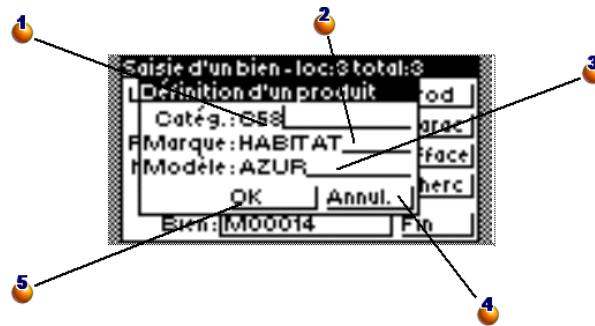 1
2
3
Saisie d'un bien - loc:3 total:3
Définition d'un produit
rod
Catég.: C58
arac
Marque: HABITAT
fface
Modèle: AZUR
herc
OK
Annul.
Bien: M00014
Fin
5
4